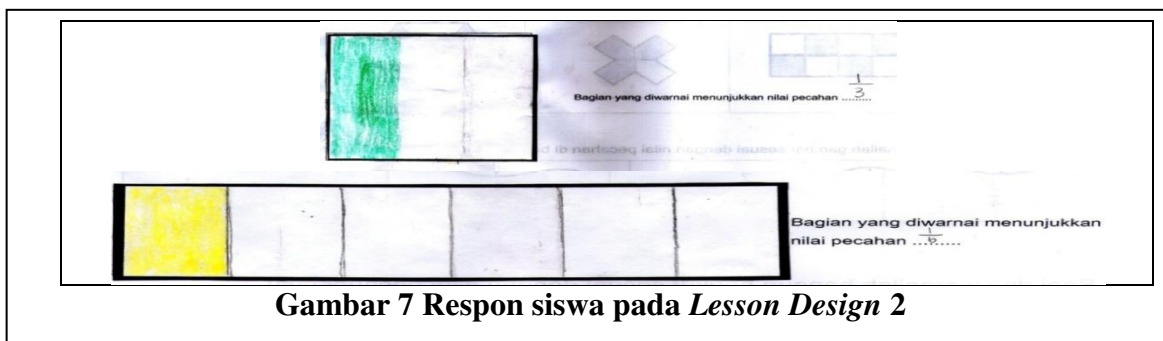 Bagian yang diwarnai menunjukkan nilai pecahan 1/3
Bagian yang diwarnai menunjukkan
nilai pecahan ...1/6......
Gambar 7 Respon siswa pada Lesson Design 2